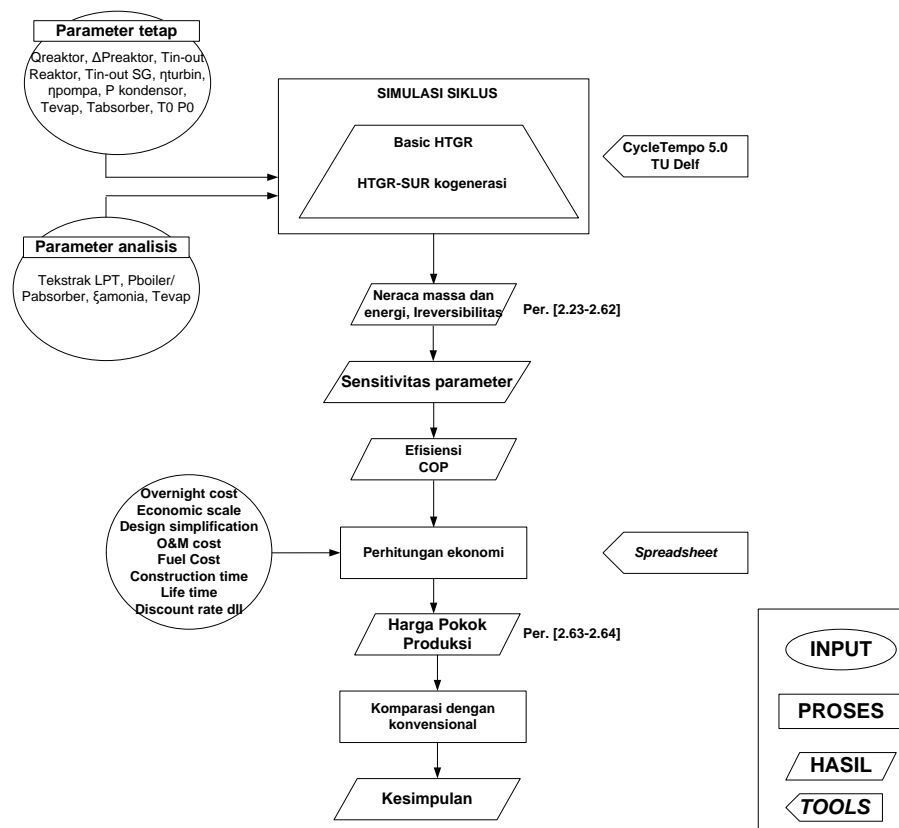 Parameter tetap
Qreaktor, ΔPreaktor, Tin-out
Reaktor, Tin-out SG, ηturbin,
ηpompa, P kondensor,
Tevap, Tabsorber, T0 P0
SIMULASI SIKLUS
Basic HTGR
HTGR-SUR kogenerasi
CycleTempo 5.0
TU Delf
Parameter analisis
Tekstrak LPT, Pboiler/
Pabsorber, ξamonia, Tevap
Neraca massa dan
energi, Ireversibilitas
Per. [2.23-2.62]
Sensitivitas parameter
Efisiensi
COP
Overnight cost
Economic scale
Design simplification
O&M cost
Fuel Cost
Construction time
Life time
Discount rate dll
Perhitungan ekonomi
Spreadsheet
Harga Pokok
Produksi
Per. [2.63-2.64]
Komparasi dengan
konvensional
Kesimpulan
INPUT
PROSES
HASIL
TOOLS